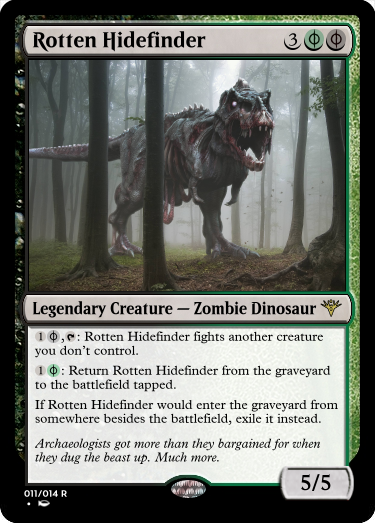 Rotten Hidefinder 3
Legendary Creature — Zombie Dinosaur
1 , : Rotten Hidefinder fights another creature
you don't control.
1 : Return Rotten Hidefinder from the graveyard
to the battlefield tapped.
If Rotten Hidefinder would enter the graveyard from
somewhere besides the battlefield, exile it instead.
Archaeologists got more than they bargained for when
they dug the beast up. Much more.
5/5
011/014 R